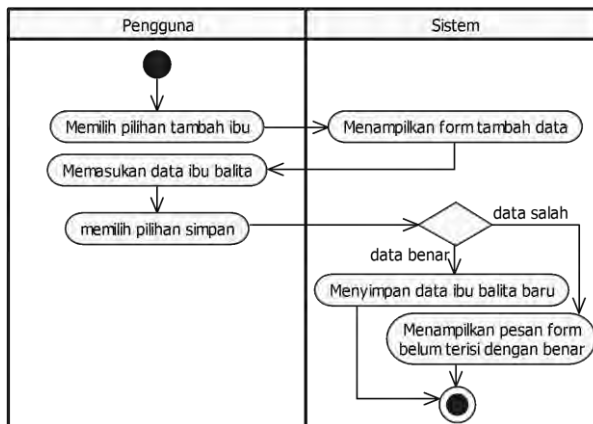 Pengguna
Sistem
Memilih pilihan tambah ibu
Menampilkan form tambah data
Memasukan data ibu balita
memilih pilihan simpan
data salah
data benar
Menyimpan data ibu balita baru
Menampilkan pesan form
belum terisi dengan benar